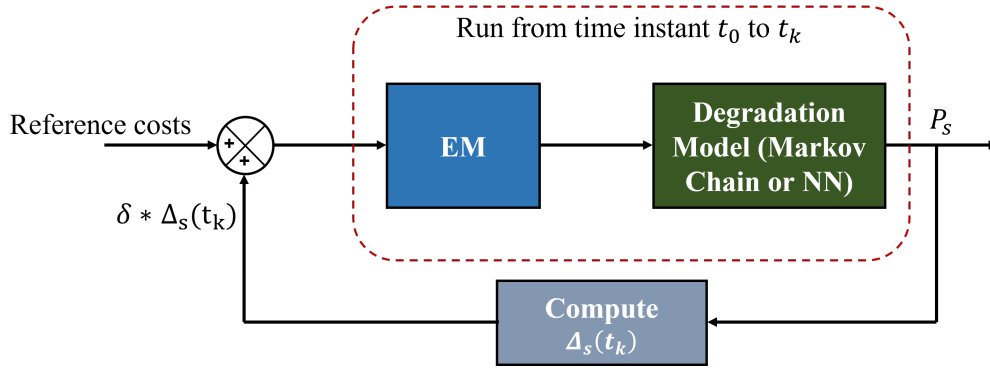 Run from time instant t₀ to tₖ
Reference costs
+
+
EM
Degradation
Model (Markov
Chain or NN)
Pₛ
δ ∗ Δₛ(tₖ)
Compute
Δₛ(tₖ)